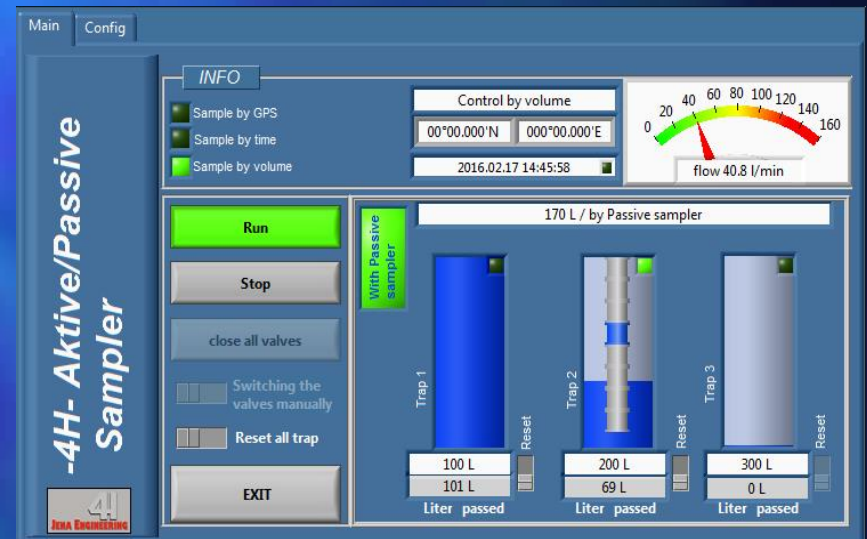 Main
Config
-4H- Aktive/Passive
Sampler
4H
JENA ENGINEERING
INFO
Sample by GPS
Sample by time
Sample by volume
Control by volume
00°00.000'N
000°00.000'E
2016.02.17 14:45:58
0
20
40
60
80
100
120
140
160
flow 40.8 l/min
Run
Stop
close all valves
Switching the
valves manually
Reset all trap
EXIT
With Passive
sampler
170 L / by Passive sampler
Trap 1
Reset
100 L
101 L
Liter passed
Trap 2
Reset
200 L
69 L
Liter passed
Trap 3
Reset
300 L
0 L
Liter passed